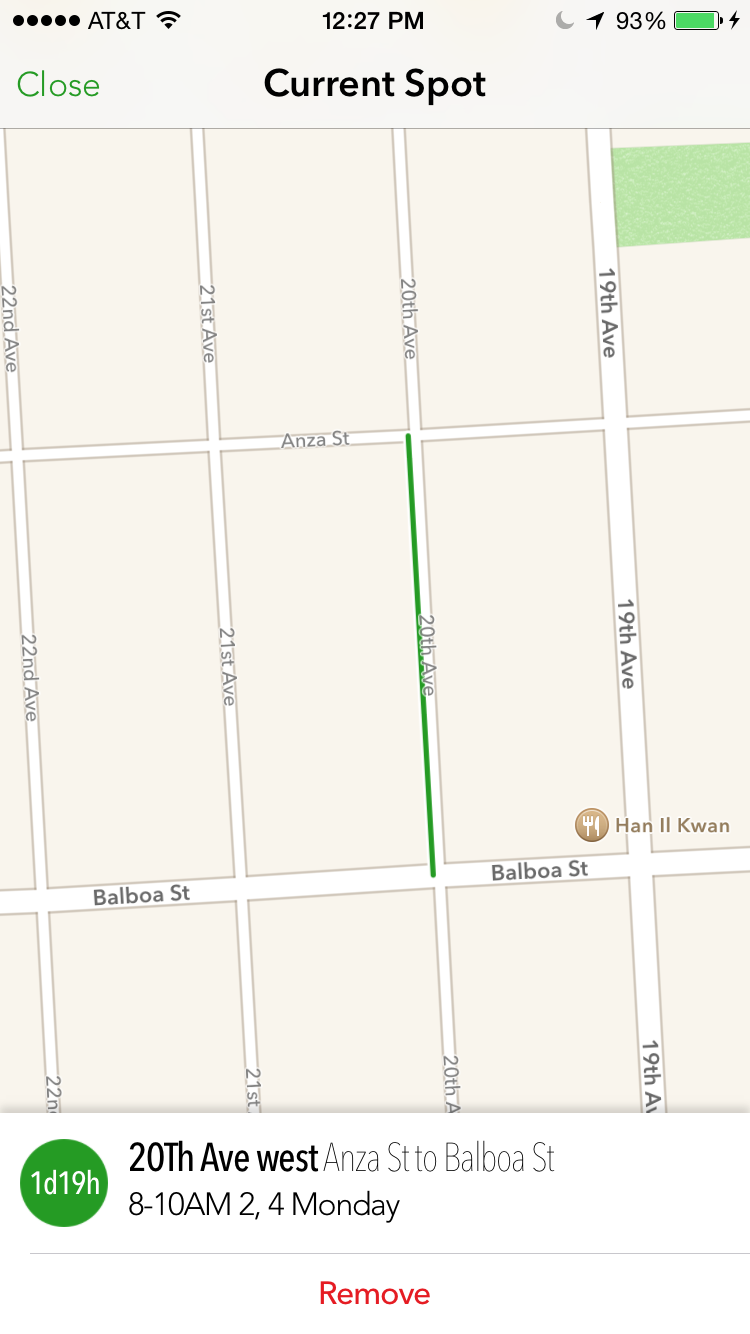 AT&T 12:27 PM 93%
Close Current Spot
22nd Ave
21st Ave
20th Ave
19th Ave
Anza St
22nd Ave
21st Ave
20th Ave
19th Ave
Han Il Kwan
Balboa St
Balboa St
22n
21st
20th A
19th Av
1d19h
20Th Ave west Anza St to Balboa St
8-10AM 2, 4 Monday
Remove